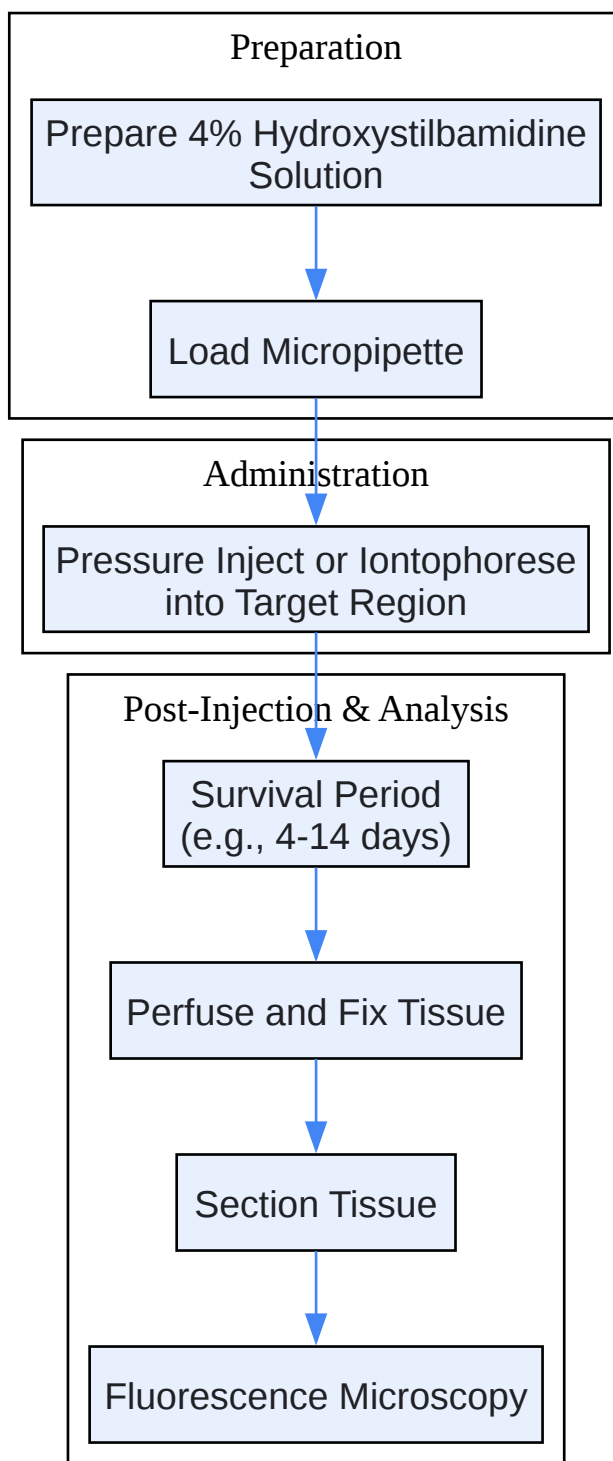 Preparation
Prepare 4% Hydroxystilbamidine
Solution
Load Micropipette
Administration
Pressure Inject or Iontophorese
into Target Region
Post-Injection & Analysis
Survival Period
(e.g., 4-14 days)
Perfuse and Fix Tissue
Section Tissue
Fluorescence Microscopy